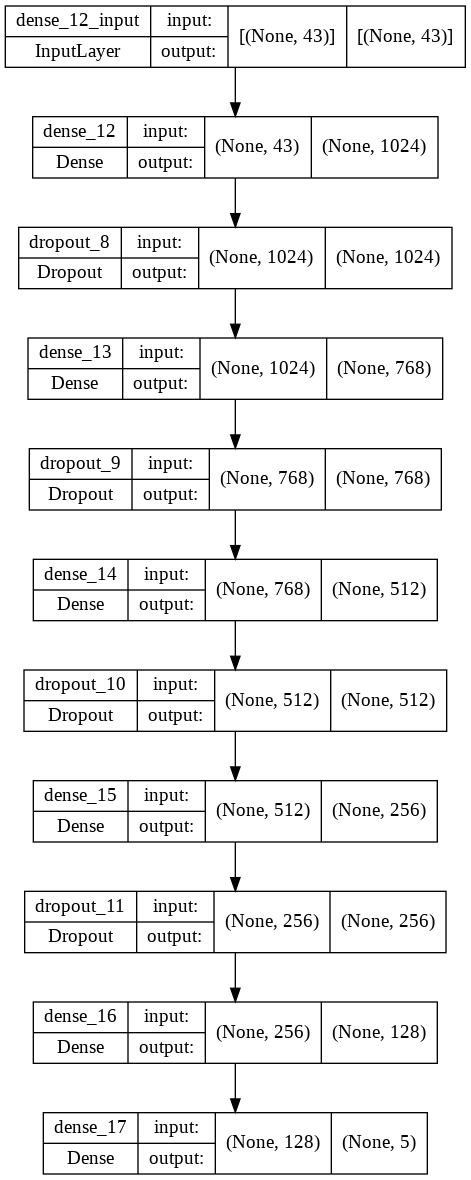 dense_12_input input: [(None, 43)] [(None, 43)]
InputLayer output:
dense_12 input: (None, 43) (None, 1024)
Dense output:
dropout_8 input: (None, 1024) (None, 1024)
Dropout output:
dense_13 input: (None, 1024) (None, 768)
Dense output:
dropout_9 input: (None, 768) (None, 768)
Dropout output:
dense_14 input: (None, 768) (None, 512)
Dense output:
dropout_10 input: (None, 512) (None, 512)
Dropout output:
dense_15 input: (None, 512) (None, 256)
Dense output:
dropout_11 input: (None, 256) (None, 256)
Dropout output:
dense_16 input: (None, 256) (None, 128)
Dense output:
dense_17 input: (None, 128) (None, 5)
Dense output: